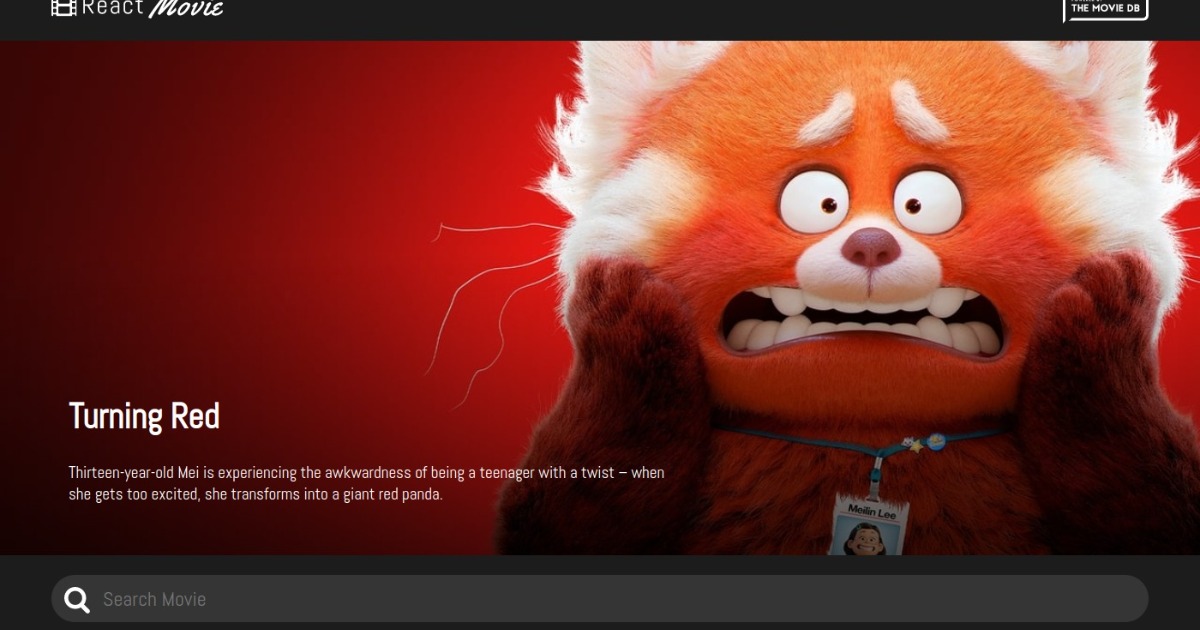 React Movie
THE MOVIE DB
Turning Red
Thirteen-year-old Mei is experiencing the awkwardness of being a teenager with a twist – when
she gets too excited, she transforms into a giant red panda.
Meilin Lee
Search Movie